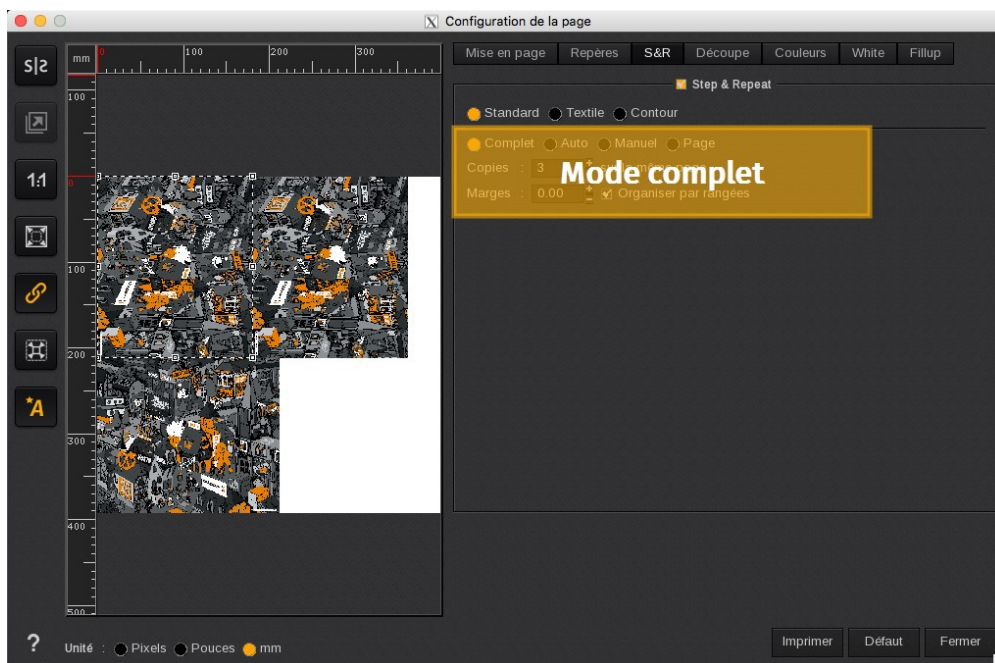 Configuration de la page
Mise en page Repères S&R Découpe Couleurs White Fillup
Step & Repeat
Standard Textile Contour
Complet Auto Manuel Page
Copies : 3
Mode complet
Marges : 0.00 Organiser par rangées
S|S
1:1
*A
mm 0 100 200 300
100
0
100
200
300
400
500
?
Unité : Pixels Pouces mm
Imprimer Défaut Fermer